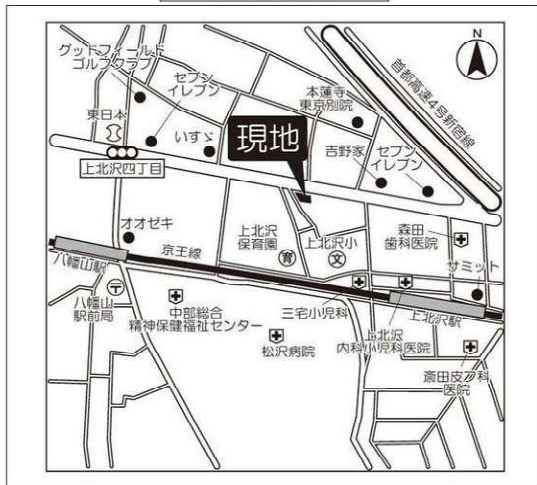 N
グッドフィールド
ゴルフクラブ
セブン
イレブン
本蓮寺
東京別院
首都高速4号新宿線
東日本
いすゞ
現地
吉野家
セブン
イレブン
上北沢四丁目
オオゼキ
京王線
上北沢
保育園
育
上北沢小
文
森田
歯科医院
八幡山駅
サミット
〒
八幡山
駅前局
中部総合
精神保健福祉センター
三宅小児科
上北沢駅
松沢病院
上北沢
内科小児科医院
斎田皮フ科
医院